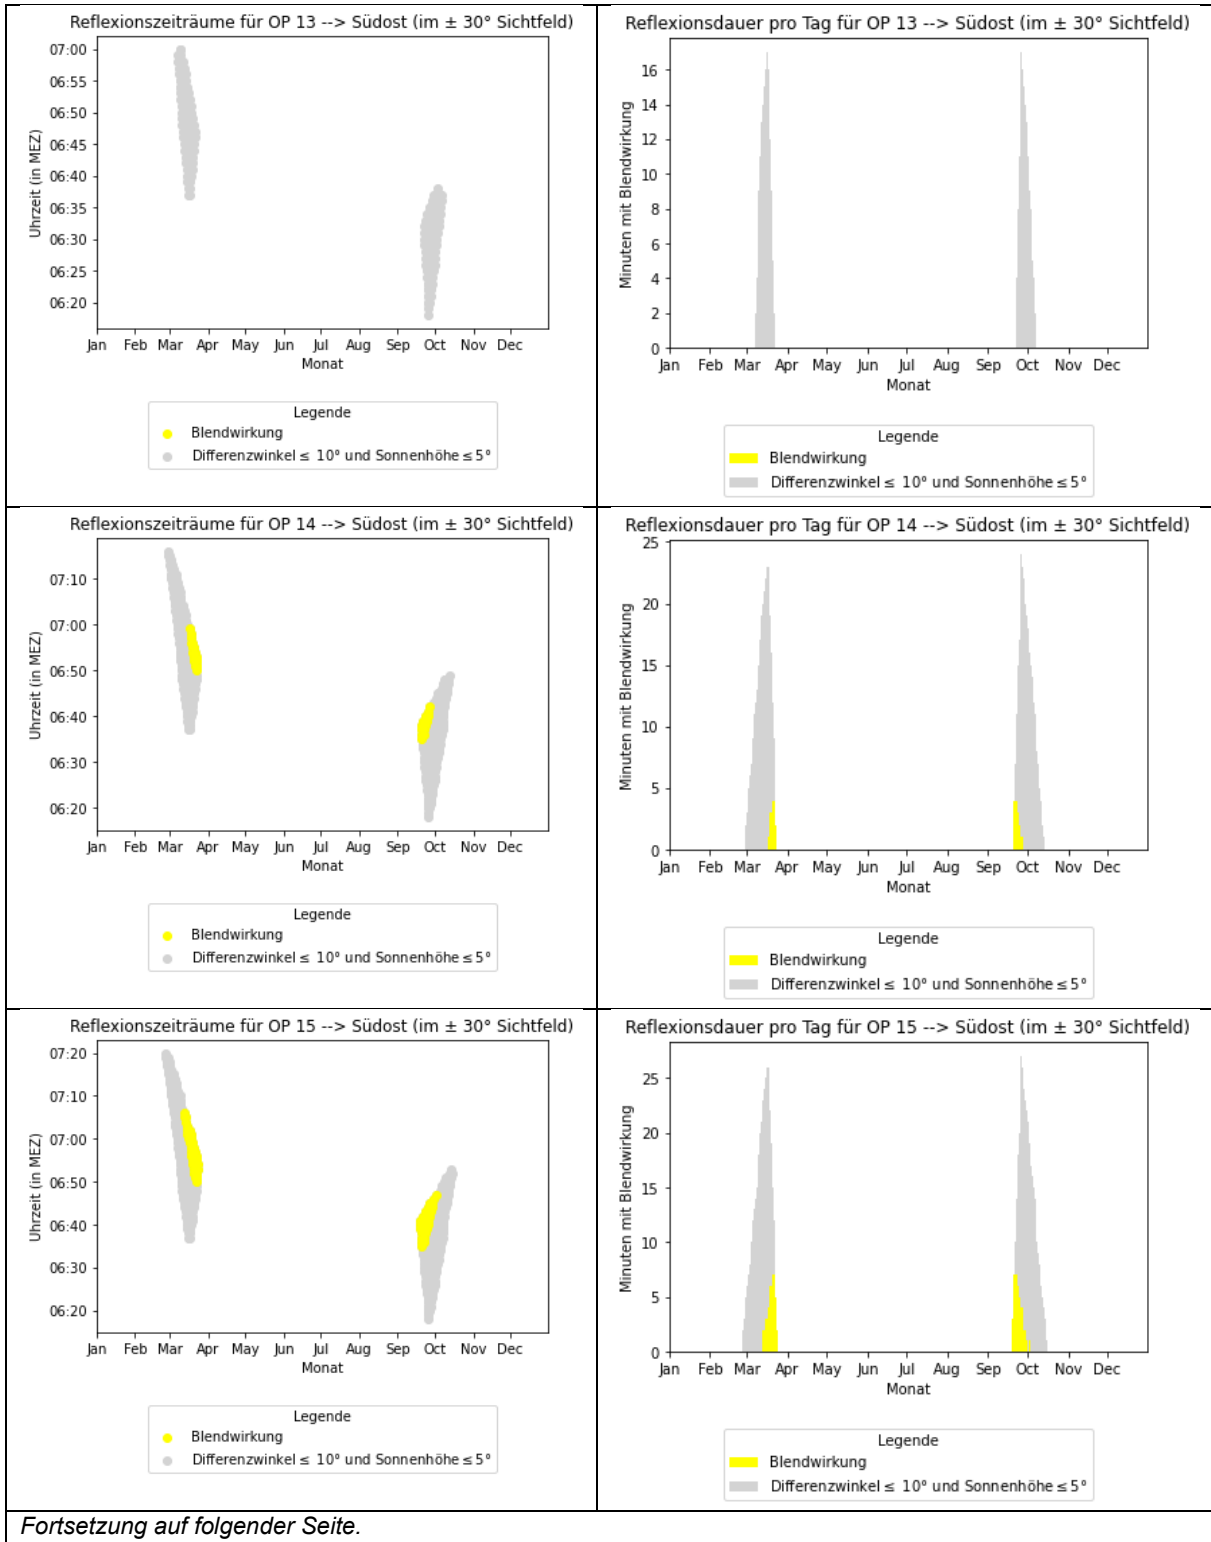 Reflexionszeiträume für OP 13 --> Südost (im ± 30° Sichtfeld)
07:00
06:55
06:50
06:45
06:40
06:35
06:30
06:25
06:20
Uhrzeit (in MEZ)
Jan Feb Mar Apr May Jun Jul Aug Sep Oct Nov Dec
Monat
Legende
Blendwirkung
Differenzwinkel ≤ 10° und Sonnenhöhe ≤ 5°
Reflexionsdauer pro Tag für OP 13 --> Südost (im ± 30° Sichtfeld)
16
14
12
10
8
6
4
2
0
Minuten mit Blendwirkung
Jan Feb Mar Apr May Jun Jul Aug Sep Oct Nov Dec
Monat
Legende
Blendwirkung
Differenzwinkel ≤ 10° und Sonnenhöhe ≤ 5°
Reflexionszeiträume für OP 14 --> Südost (im ± 30° Sichtfeld)
07:10
07:00
06:50
06:40
06:30
06:20
Uhrzeit (in MEZ)
Jan Feb Mar Apr May Jun Jul Aug Sep Oct Nov Dec
Monat
Legende
Blendwirkung
Differenzwinkel ≤ 10° und Sonnenhöhe ≤ 5°
Reflexionsdauer pro Tag für OP 14 --> Südost (im ± 30° Sichtfeld)
25
20
15
10
5
0
Minuten mit Blendwirkung
Jan Feb Mar Apr May Jun Jul Aug Sep Oct Nov Dec
Monat
Legende
Blendwirkung
Differenzwinkel ≤ 10° und Sonnenhöhe ≤ 5°
Reflexionszeiträume für OP 15 --> Südost (im ± 30° Sichtfeld)
07:20
07:10
07:00
06:50
06:40
06:30
06:20
Uhrzeit (in MEZ)
Jan Feb Mar Apr May Jun Jul Aug Sep Oct Nov Dec
Monat
Legende
Blendwirkung
Differenzwinkel ≤ 10° und Sonnenhöhe ≤ 5°
Reflexionsdauer pro Tag für OP 15 --> Südost (im ± 30° Sichtfeld)
25
20
15
10
5
0
Minuten mit Blendwirkung
Jan Feb Mar Apr May Jun Jul Aug Sep Oct Nov Dec
Monat
Legende
Blendwirkung
Differenzwinkel ≤ 10° und Sonnenhöhe ≤ 5°
Fortsetzung auf folgender Seite.